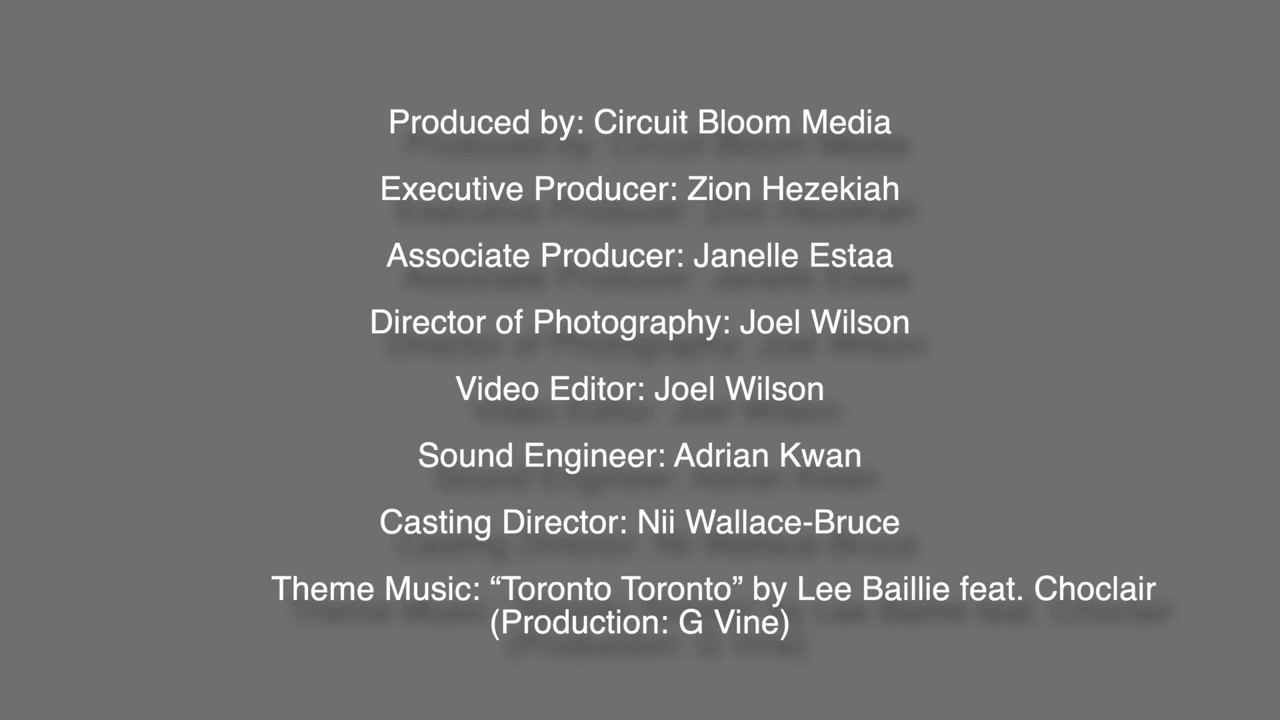 Produced by: Circuit Bloom Media
Executive Producer: Zion Hezekiah
Associate Producer: Janelle Estaa
Director of Photography: Joel Wilson
Video Editor: Joel Wilson
Sound Engineer: Adrian Kwan
Casting Director: Nii Wallace-Bruce
Theme Music: “Toronto Toronto” by Lee Baillie feat. Choclair
(Production: G Vine)